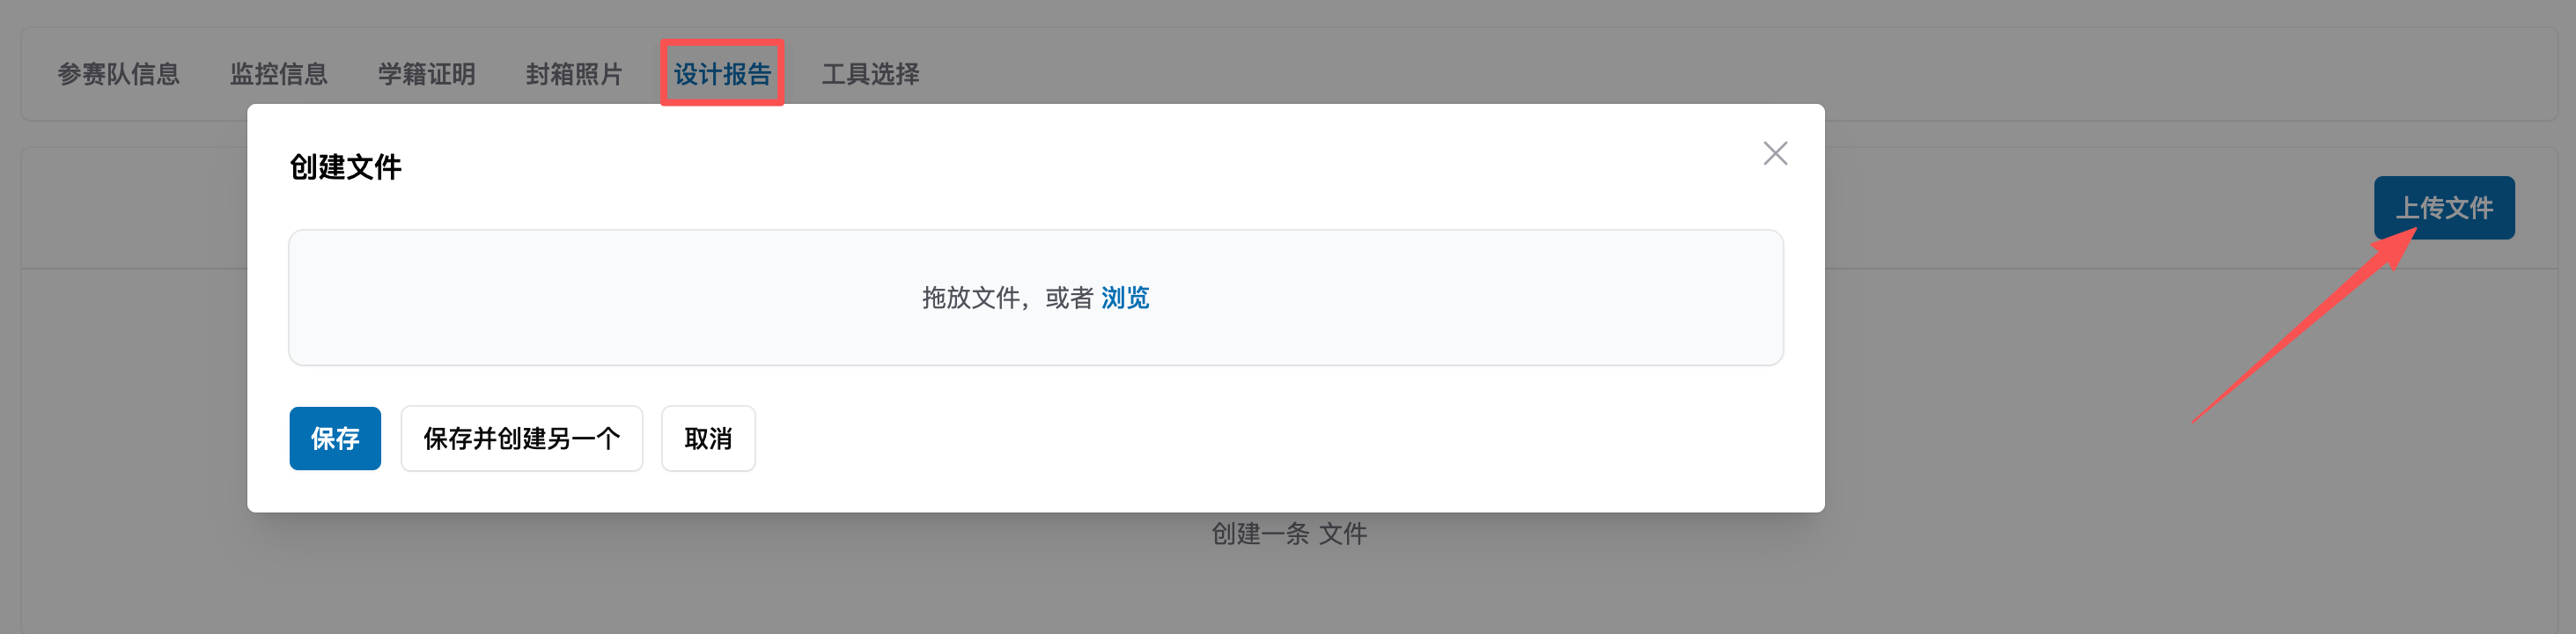 参赛队信息 监控信息 学籍证明 封箱照片 设计报告 工具选择
创建文件
上传文件
拖放文件，或者 浏览
保存 保存并创建另一个 取消
创建一条 文件